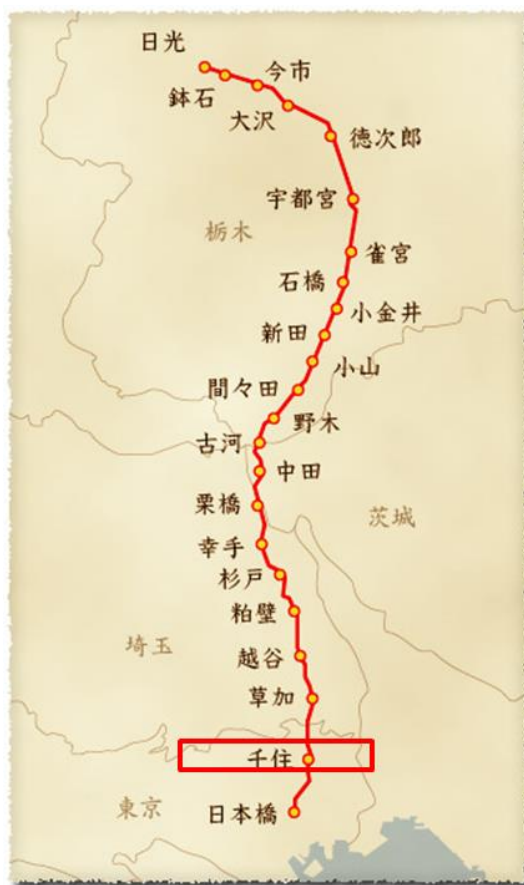 日光
今市
鉢石
大沢
徳次郎
宇都宮
栃木
雀宮
石橋
小金井
新田
小山
間々田
野木
古河
中田
栗橋
茨城
幸手
杉戸
粕壁
埼玉
越谷
草加
千住
東京
日本橋